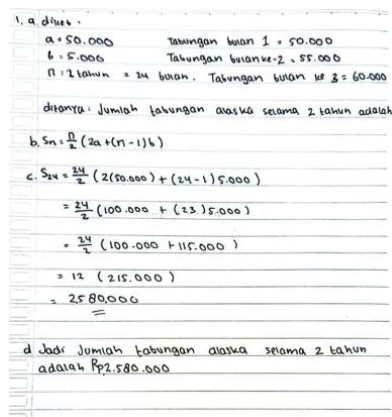 1. a diket.
a = 50.000 Tabungan bulan 1 = 50.000
b = 5.000 Tabungan bulan ke-2 = 55.000
n = 2 tahun = 24 bulan. Tabungan bulan ke 3 = 60.000
ditanya: Jumlah tabungan alaska selama 2 tahun adalah
b. Sn = n/2 (2a + (n - 1) b)
c. S24 = 24/2 (2(50.000) + (24 - 1) 5.000)
= 24/2 (100.000 + (23.) 5.000)
= 24/2 (100.000 + 115.000)
= 12 (215.000)
= 2580.000
d Jadi Jumlah tabungan alaska selama 2 tahun
adalah Rp2.580.000